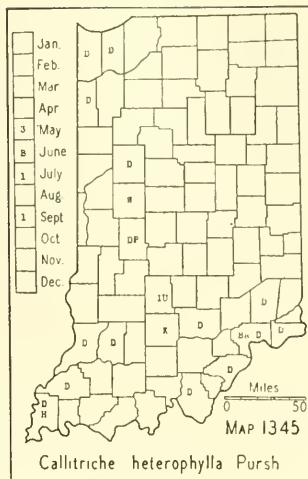 Jan.
Feb.
Mar
Apr
3 May
8 June
1 July
Aug
1 Sept
Oct
Nov.
Dec.
D D
D
D
W
DP
IU
D
K D D D
D D
D
D D
D
H
Miles
0 50
MAP 1345
Callitriche heterophylla Pursh